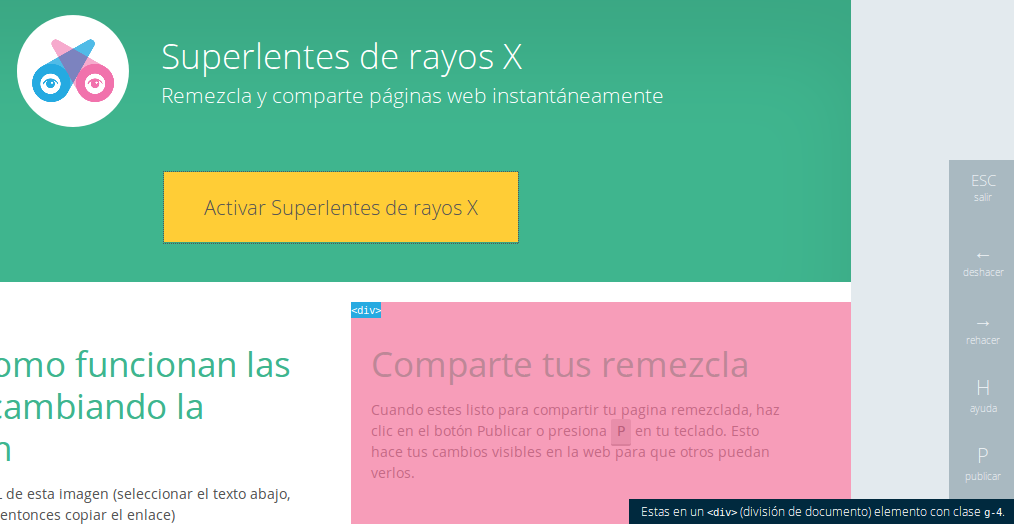 Superlentes de rayos X
Remezcla y comparte páginas web instantáneamente
Activar Superlentes de rayos X
omo funcionan las
cambiando la
n
L de esta imagen (seleccionar el texto abajo,
entonces copiar el enlace)
<div>
Comparte tus remezcla
Cuando estes listo para compartir tu pagina remezclada, haz
clic en el botón Publicar o presiona P en tu teclado. Esto
hace tus cambios visibles en la web para que otros puedan
verlos.
ESC
salir
←
deshacer
→
rehacer
H
ayuda
P
publicar
Estas en un <div> (división de documento) elemento con clase g-4.